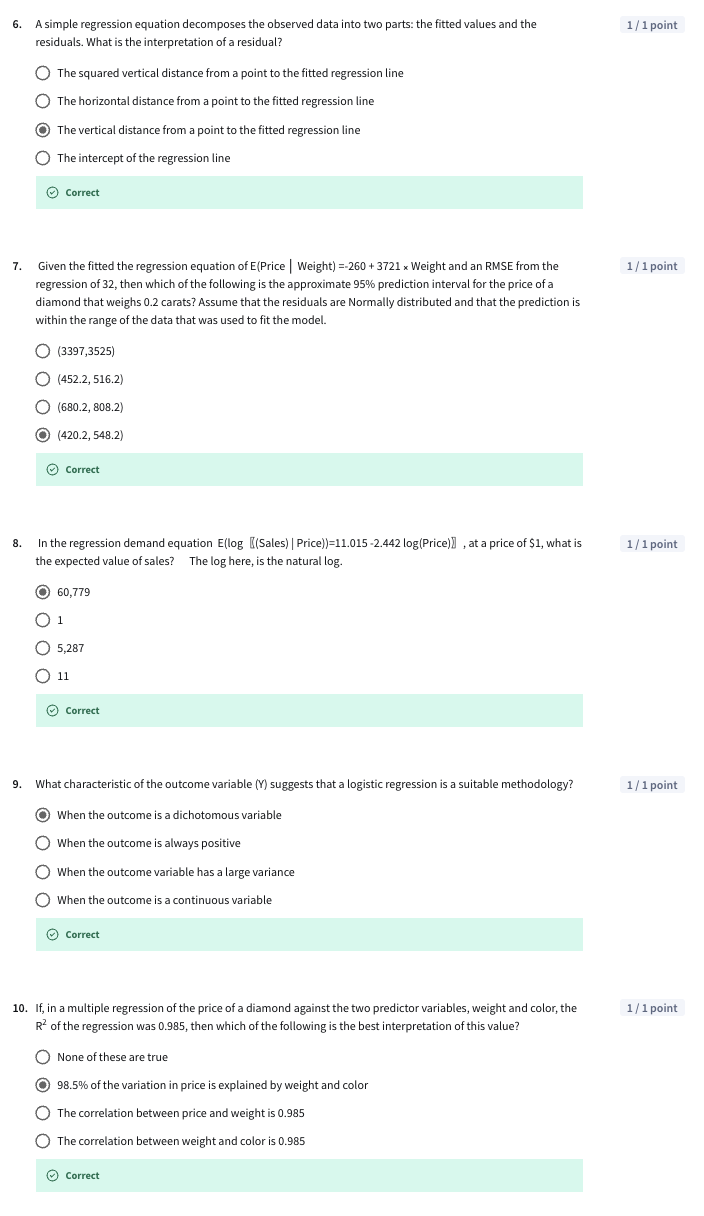 6. A simple regression equation decomposes the observed data into two parts: the fitted values and the
1 / 1 point
residuals. What is the interpretation of a residual?
The squared vertical distance from a point to the fitted regression line
The horizontal distance from a point to the fitted regression line
The vertical distance from a point to the fitted regression line
The intercept of the regression line
Correct
7. Given the fitted the regression equation of E(Price │ Weight) =-260 + 3721 × Weight and an RMSE from the
1 / 1 point
regression of 32, then which of the following is the approximate 95% prediction interval for the price of a
diamond that weighs 0.2 carats? Assume that the residuals are Normally distributed and that the prediction is
within the range of the data that was used to fit the model.
(3397,3525)
(452.2, 516.2)
(680.2, 808.2)
(420.2, 548.2)
Correct
8. In the regression demand equation E(log 〖(Sales) | Price))=11.015 -2.442 log(Price)〗 , at a price of $1, what is
1 / 1 point
the expected value of sales? The log here, is the natural log.
60,779
1
5,287
11
Correct
9. What characteristic of the outcome variable (Y) suggests that a logistic regression is a suitable methodology?
1 / 1 point
When the outcome is a dichotomous variable
When the outcome is always positive
When the outcome variable has a large variance
When the outcome is a continuous variable
Correct
10. If, in a multiple regression of the price of a diamond against the two predictor variables, weight and color, the
1 / 1 point
R² of the regression was 0.985, then which of the following is the best interpretation of this value?
None of these are true
98.5% of the variation in price is explained by weight and color
The correlation between price and weight is 0.985
The correlation between weight and color is 0.985
Correct